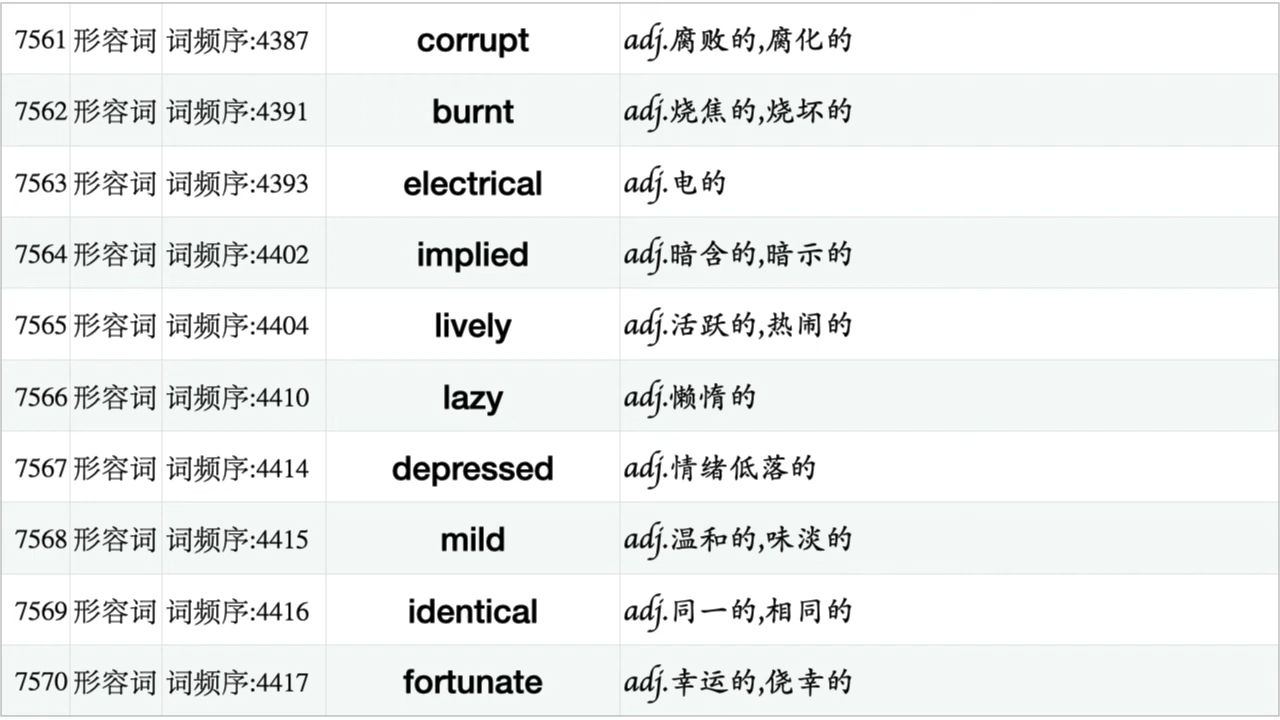 7561 形容词 词频序:4387 corrupt adj.腐败的,腐化的
7562 形容词 词频序:4391 burnt adj.烧焦的,烧坏的
7563 形容词 词频序:4393 electrical adj.电的
7564 形容词 词频序:4402 implied adj.暗含的,暗示的
7565 形容词 词频序:4404 lively adj.活跃的,热闹的
7566 形容词 词频序:4410 lazy adj.懒惰的
7567 形容词 词频序:4414 depressed adj.情绪低落的
7568 形容词 词频序:4415 mild adj.温和的,味淡的
7569 形容词 词频序:4416 identical adj.同一的,相同的
7570 形容词 词频序:4417 fortunate adj.幸运的,侥幸的